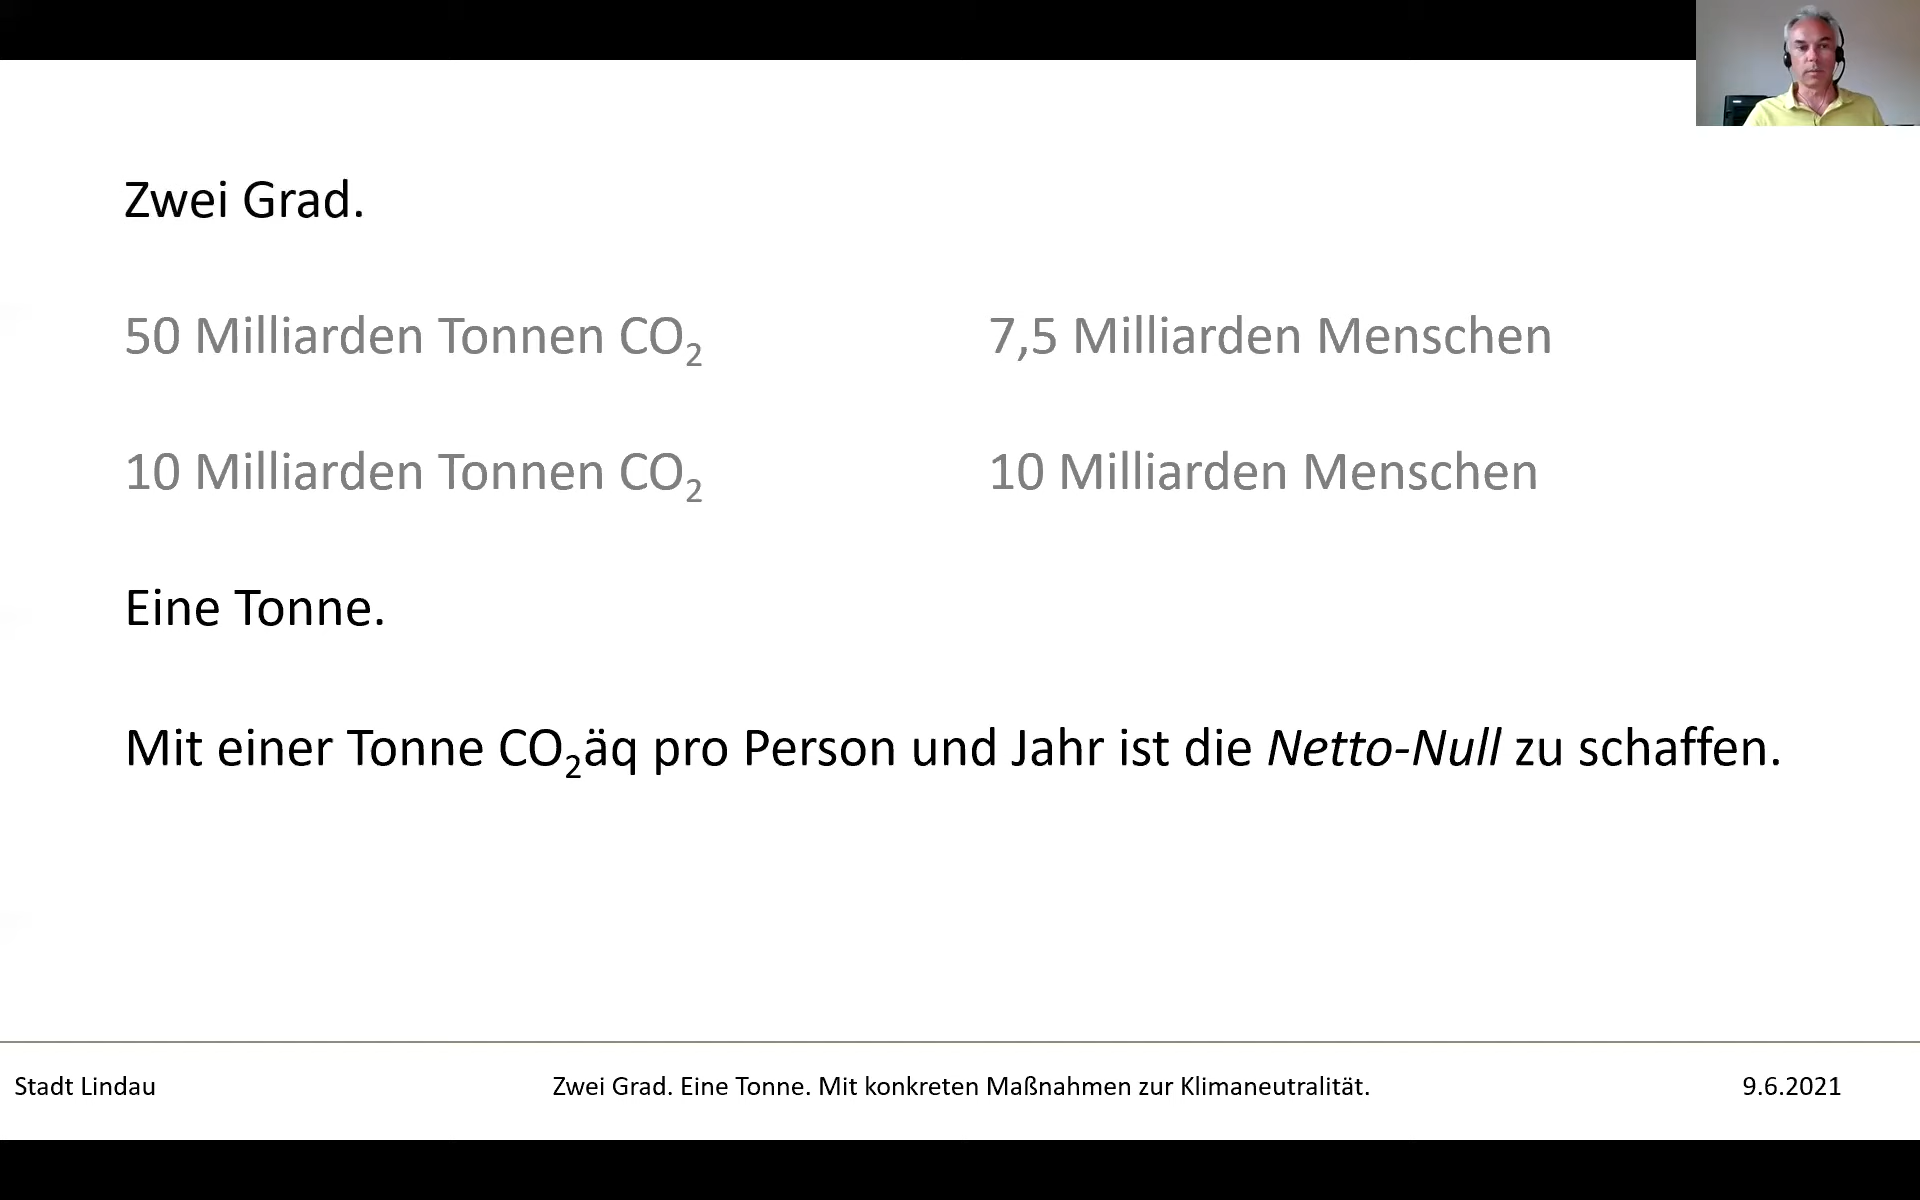 Zwei Grad.
50 Milliarden Tonnen CO₂ 7,5 Milliarden Menschen
10 Milliarden Tonnen CO₂ 10 Milliarden Menschen
Eine Tonne.
Mit einer Tonne CO₂äq pro Person und Jahr ist die Netto-Null zu schaffen.
Stadt Lindau Zwei Grad. Eine Tonne. Mit konkreten Maßnahmen zur Klimaneutralität. 9.6.2021